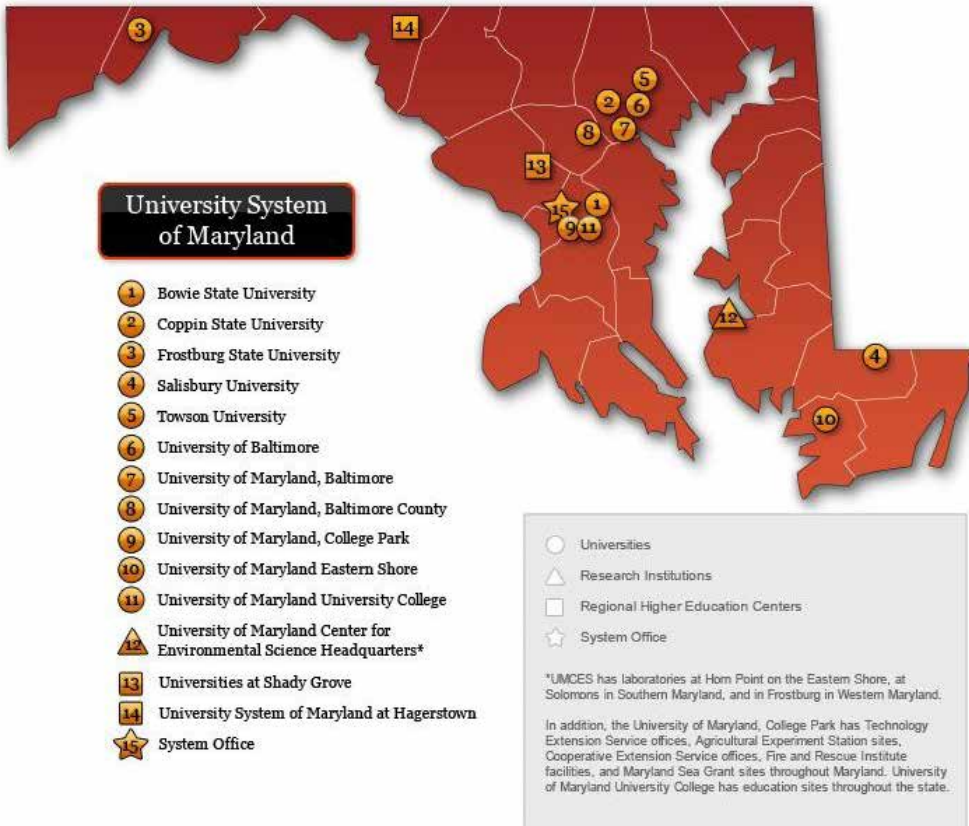 3
14
5
2
6
8
7
13
15
1
9
11
12
4
10
University System
of Maryland
1 Bowie State University
2 Coppin State University
3 Frostburg State University
4 Salisbury University
5 Towson University
6 University of Baltimore
7 University of Maryland, Baltimore
8 University of Maryland, Baltimore County
9 University of Maryland, College Park
10 University of Maryland Eastern Shore
11 University of Maryland University College
12 University of Maryland Center for
Environmental Science Headquarters*
13 Universities at Shady Grove
14 University System of Maryland at Hagerstown
15 System Office
Universities
Research Institutions
Regional Higher Education Centers
System Office
*UMCES has laboratories at Horn Point on the Eastern Shore, at
Solomons in Southern Maryland, and in Frostburg in Western Maryland.
In addition, the University of Maryland, College Park has Technology
Extension Service offices, Agricultural Experiment Station sites,
Cooperative Extension Service offices, Fire and Rescue Institute
facilities, and Maryland Sea Grant sites throughout Maryland. University
of Maryland University College has education sites throughout the state.